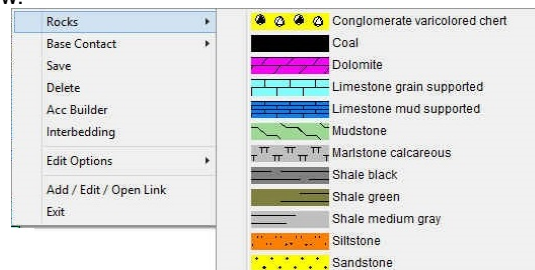 Rocks
Base Contact
Save
Delete
Acc Builder
Interbedding
Edit Options
Add / Edit / Open Link
Exit
Conglomerate varicolored chert
Coal
Dolomite
Limestone grain supported
Limestone mud supported
Mudstone
Marlstone calcareous
Shale black
Shale green
Shale medium gray
Siltstone
Sandstone